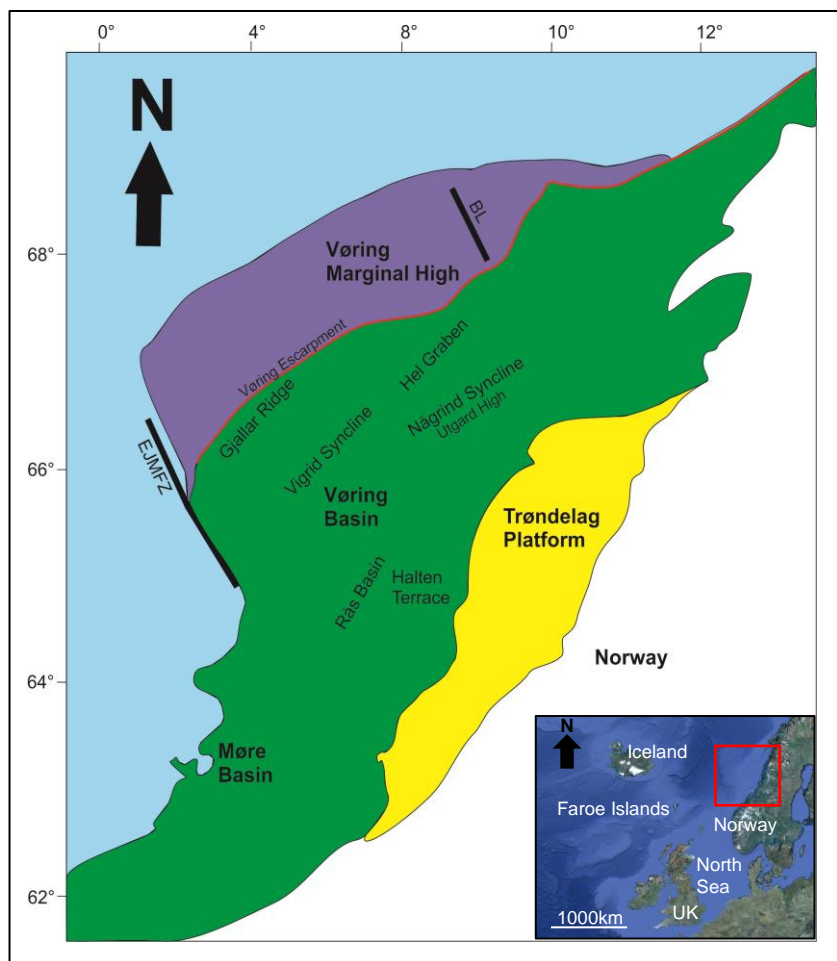 0°
4°
8°
10°
12°
N
68°
66°
64°
62°
BL
Vøring
Marginal High
Vøring Escarpment
Gjallar Ridge
Hel Graben
Någrind Syncline
Utgard High
Vigrid Syncline
EJMFZ
Vøring
Basin
Trøndelag
Platform
Rås Basin
Halten
Terrace
Norway
Møre
Basin
N
Iceland
Faroe Islands
Norway
North
Sea
UK
1000km